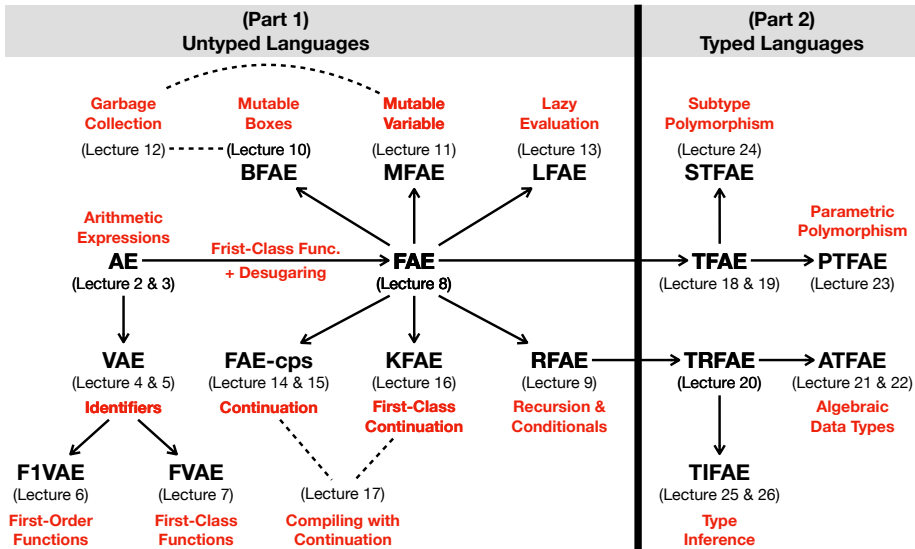 (Part 1)
Untyped Languages
(Part 2)
Typed Languages
Garbage
Collection
(Lecture 12)
Mutable
Boxes
(Lecture 10)
BFAE
Mutable
Variable
(Lecture 11)
MFAE
Lazy
Evaluation
(Lecture 13)
LFAE
Subtype
Polymorphism
(Lecture 24)
STFAE
Arithmetic
Expressions
AE
(Lecture 2 & 3)
Frist-Class Func.
+ Desugaring
FAE
(Lecture 8)
TFAE
(Lecture 18 & 19)
Parametric
Polymorphism
PTFAE
(Lecture 23)
VAE
(Lecture 4 & 5)
Identifiers
FAE-cps
(Lecture 14 & 15)
Continuation
KFAE
(Lecture 16)
First-Class
Continuation
RFAE
(Lecture 9)
Recursion &
Conditionals
TRFAE
(Lecture 20)
ATFAE
(Lecture 21 & 22)
Algebraic
Data Types
F1VAE
(Lecture 6)
First-Order
Functions
FVAE
(Lecture 7)
First-Class
Functions
(Lecture 17)
Compiling with
Continuation
TIFAE
(Lecture 25 & 26)
Type
Inference